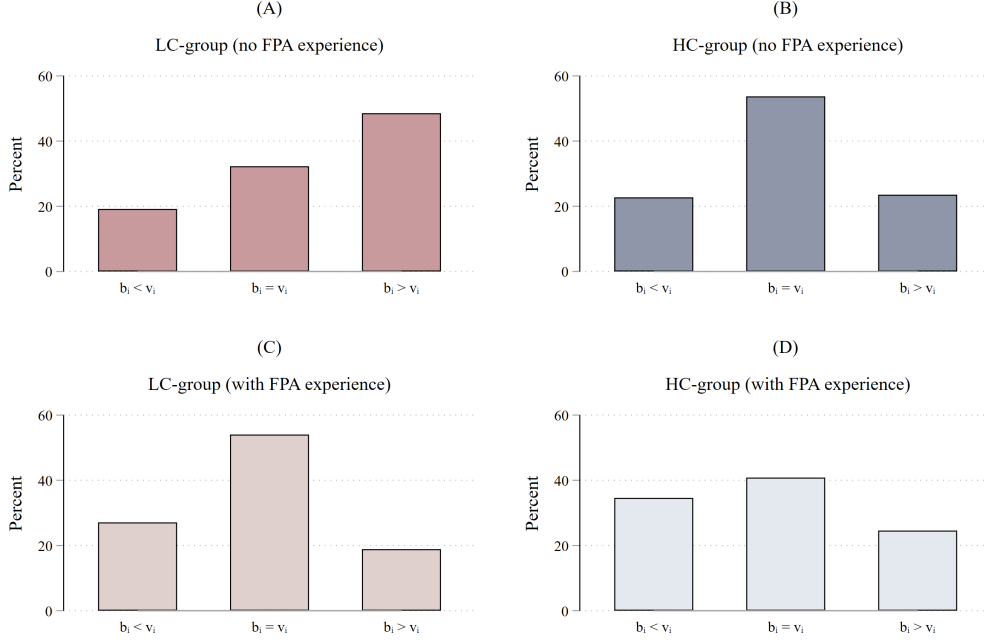 (A)
LC-group (no FPA experience)
Percent
60
40
20
0
bᵢ < vᵢ
bᵢ = vᵢ
bᵢ > vᵢ
(B)
HC-group (no FPA experience)
Percent
60
40
20
0
bᵢ < vᵢ
bᵢ = vᵢ
bᵢ > vᵢ
(C)
LC-group (with FPA experience)
Percent
60
40
20
0
bᵢ < vᵢ
bᵢ = vᵢ
bᵢ > vᵢ
(D)
HC-group (with FPA experience)
Percent
60
40
20
0
bᵢ < vᵢ
bᵢ = vᵢ
bᵢ > vᵢ